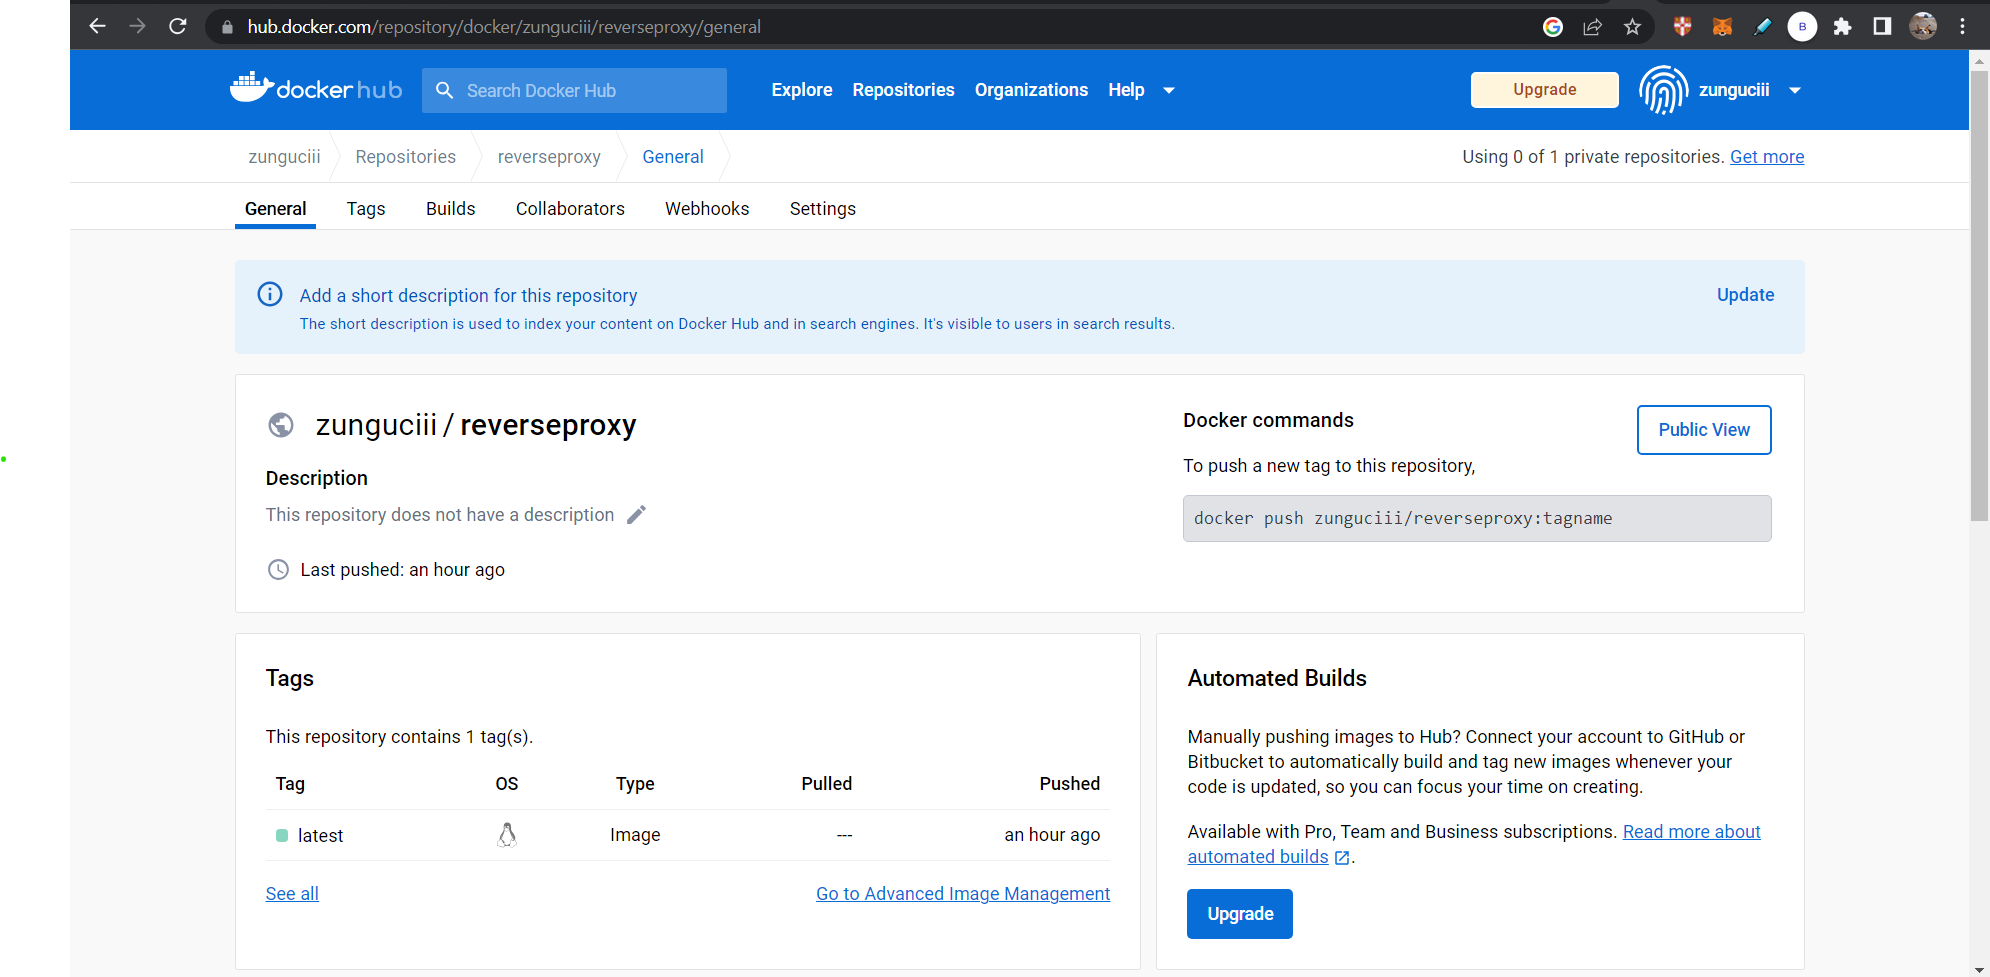 hub.docker.com/repository/docker/zunguciii/reverseproxy/general
B
docker hub
Search Docker Hub
Explore
Repositories
Organizations
Help
Upgrade
zunguciii
zunguciii
Repositories
reverseproxy
General
Using 0 of 1 private repositories. Get more
General
Tags
Builds
Collaborators
Webhooks
Settings
Add a short description for this repository
Update
The short description is used to index your content on Docker Hub and in search engines. It's visible to users in search results.
zunguciii / reverseproxy
Description
This repository does not have a description
Last pushed: an hour ago
Docker commands
Public View
To push a new tag to this repository,
docker push zunguciii/reverseproxy:tagname
Tags
This repository contains 1 tag(s).
Tag OS Type Pulled Pushed
latest Image --- an hour ago
See all
Go to Advanced Image Management
Automated Builds
Manually pushing images to Hub? Connect your account to GitHub or
Bitbucket to automatically build and tag new images whenever your
code is updated, so you can focus your time on creating.
Available with Pro, Team and Business subscriptions. Read more about
automated builds .
Upgrade